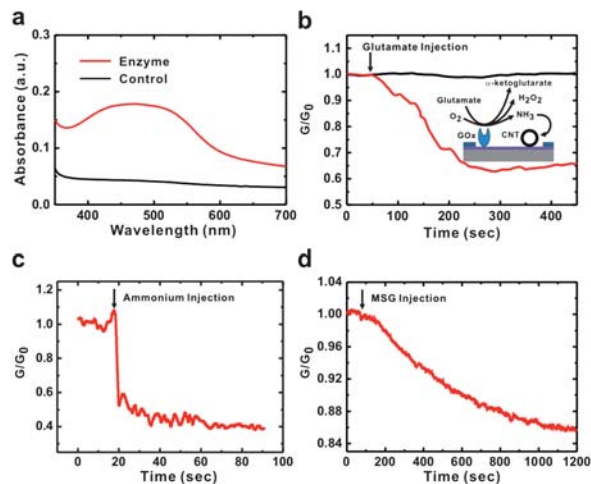 a
Enzyme
Control
Absorbance (a.u.)
0.3
0.2
0.1
0.0
400
500
600
700
Wavelength (nm)
b
Glutamate Injection
G/G0
1.0
0.9
0.8
0.7
0.6
0.5
α-ketoglutarate
Glutamate
H2O2
O2
NH3
GOx
CNT
0
100
200
300
400
Time (sec)
c
Ammonium Injection
G/G0
1.2
1.0
0.8
0.6
0.4
0
20
40
60
80
100
Time (sec)
d
MSG Injection
G/G0
1.04
1.00
0.96
0.92
0.88
0.84
0
200
400
600
800
1000
1200
Time (sec)